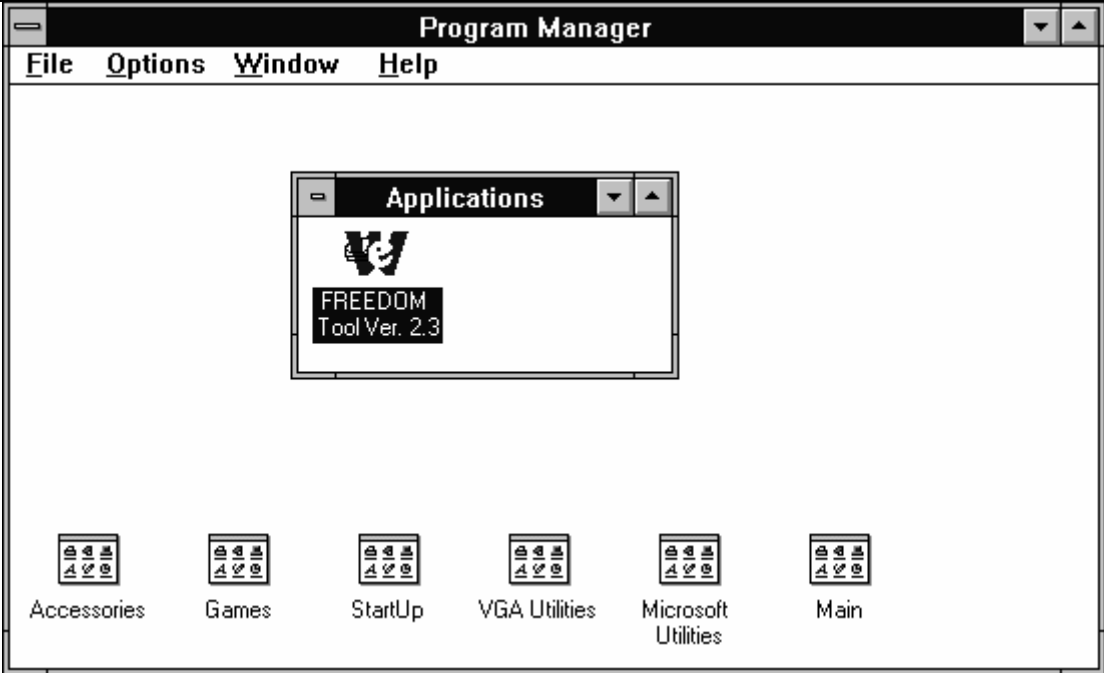 Program Manager
File Options Window Help
Applications
FREEDOM
Tool Ver. 2.3
Accessories Games StartUp VGA Utilities Microsoft Main
Utilities